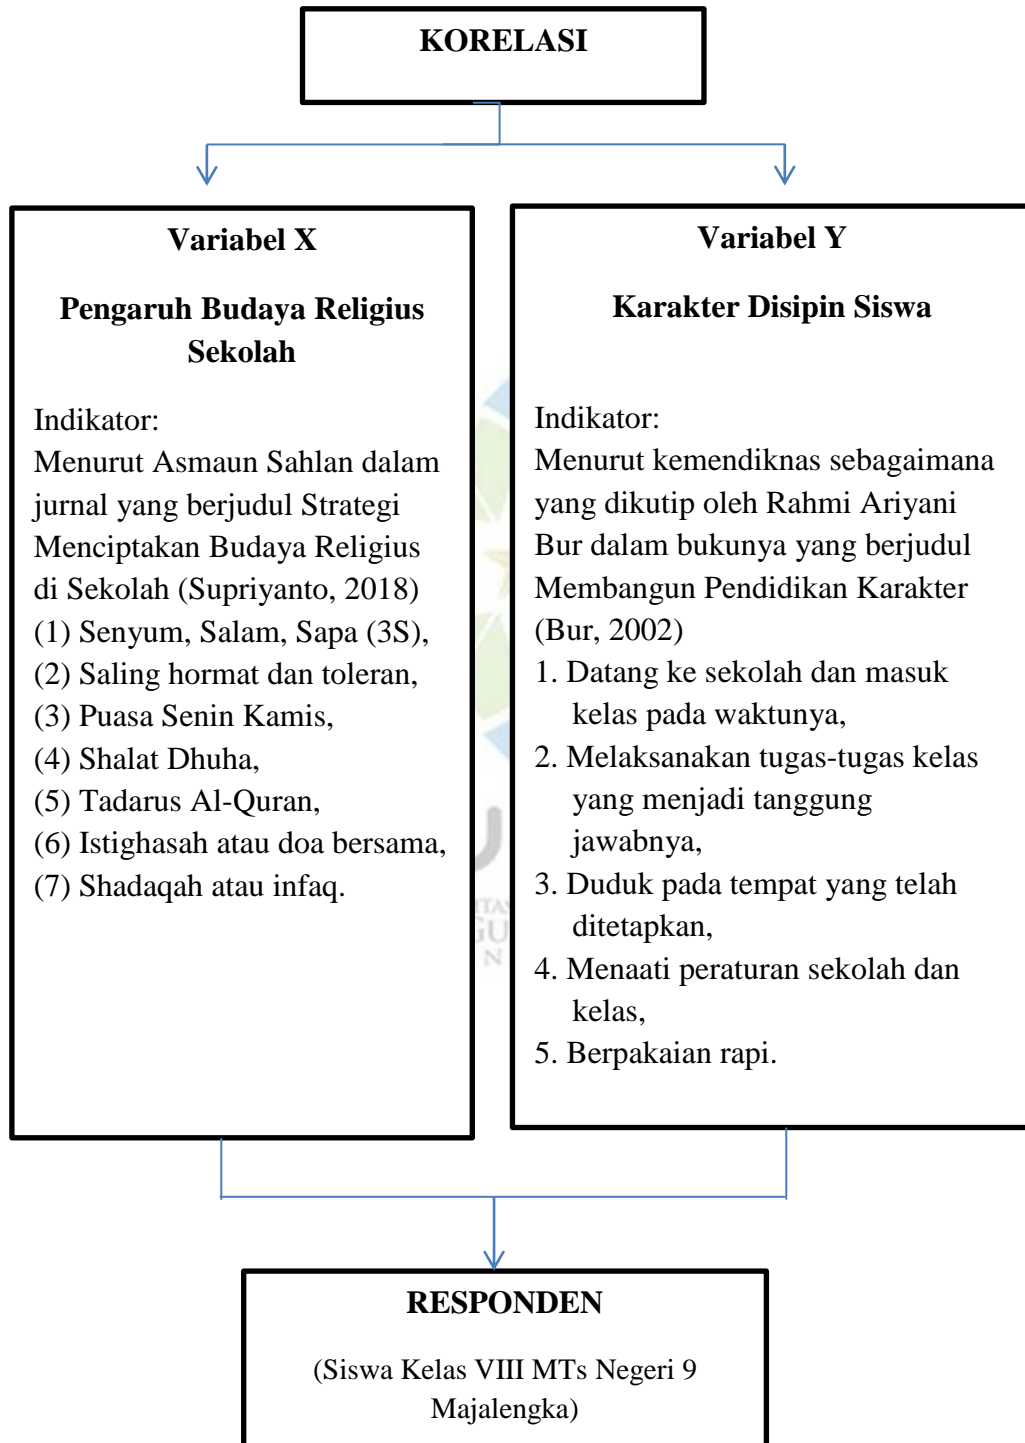 KORELASI
Variabel X
Pengaruh Budaya Religius
Sekolah
Indikator:
Menurut Asmaun Sahlan dalam
jurnal yang berjudul Strategi
Menciptakan Budaya Religius
di Sekolah (Supriyanto, 2018)
(1) Senyum, Salam, Sapa (3S),
(2) Saling hormat dan toleran,
(3) Puasa Senin Kamis,
(4) Shalat Dhuha,
(5) Tadarus Al-Quran,
(6) Istighasah atau doa bersama,
(7) Shadaqah atau infaq.
Variabel Y
Karakter Disipin Siswa
Indikator:
Menurut kemendiknas sebagaimana
yang dikutip oleh Rahmi Ariyani
Bur dalam bukunya yang berjudul
Membangun Pendidikan Karakter
(Bur, 2002)
1. Datang ke sekolah dan masuk
kelas pada waktunya,
2. Melaksanakan tugas-tugas kelas
yang menjadi tanggung
jawabnya,
3. Duduk pada tempat yang telah
ditetapkan,
4. Menaati peraturan sekolah dan
kelas,
5. Berpakaian rapi.
RESPONDEN
(Siswa Kelas VIII MTs Negeri 9
Majalengka)